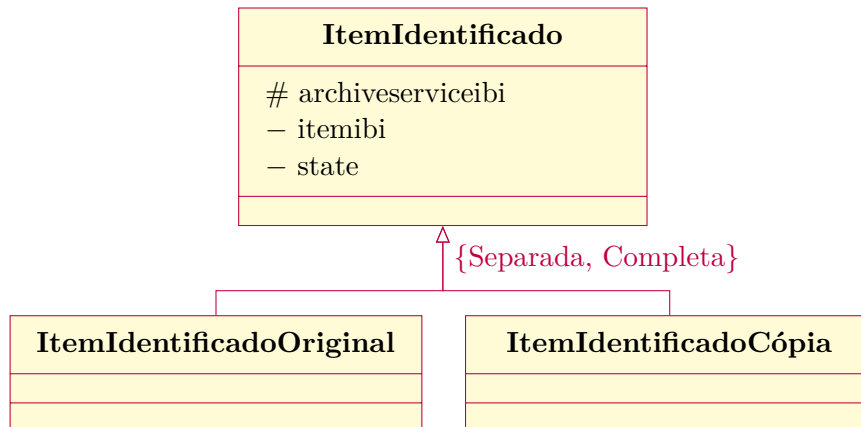 ItemIdentificado
# archiveserviceibi
− itemibi
− state
{Separada, Completa}
ItemIdentificadoOriginal
ItemIdentificadoCópia